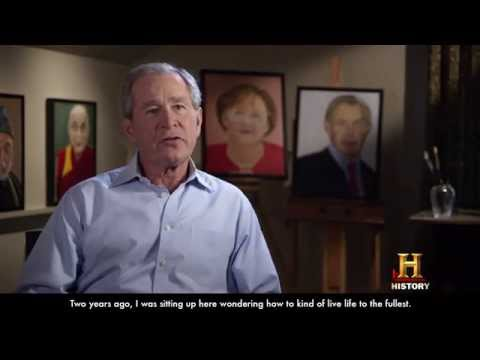 H
HISTORY
Two years ago, I was sitting up here wondering how to kind of live life to the fullest.